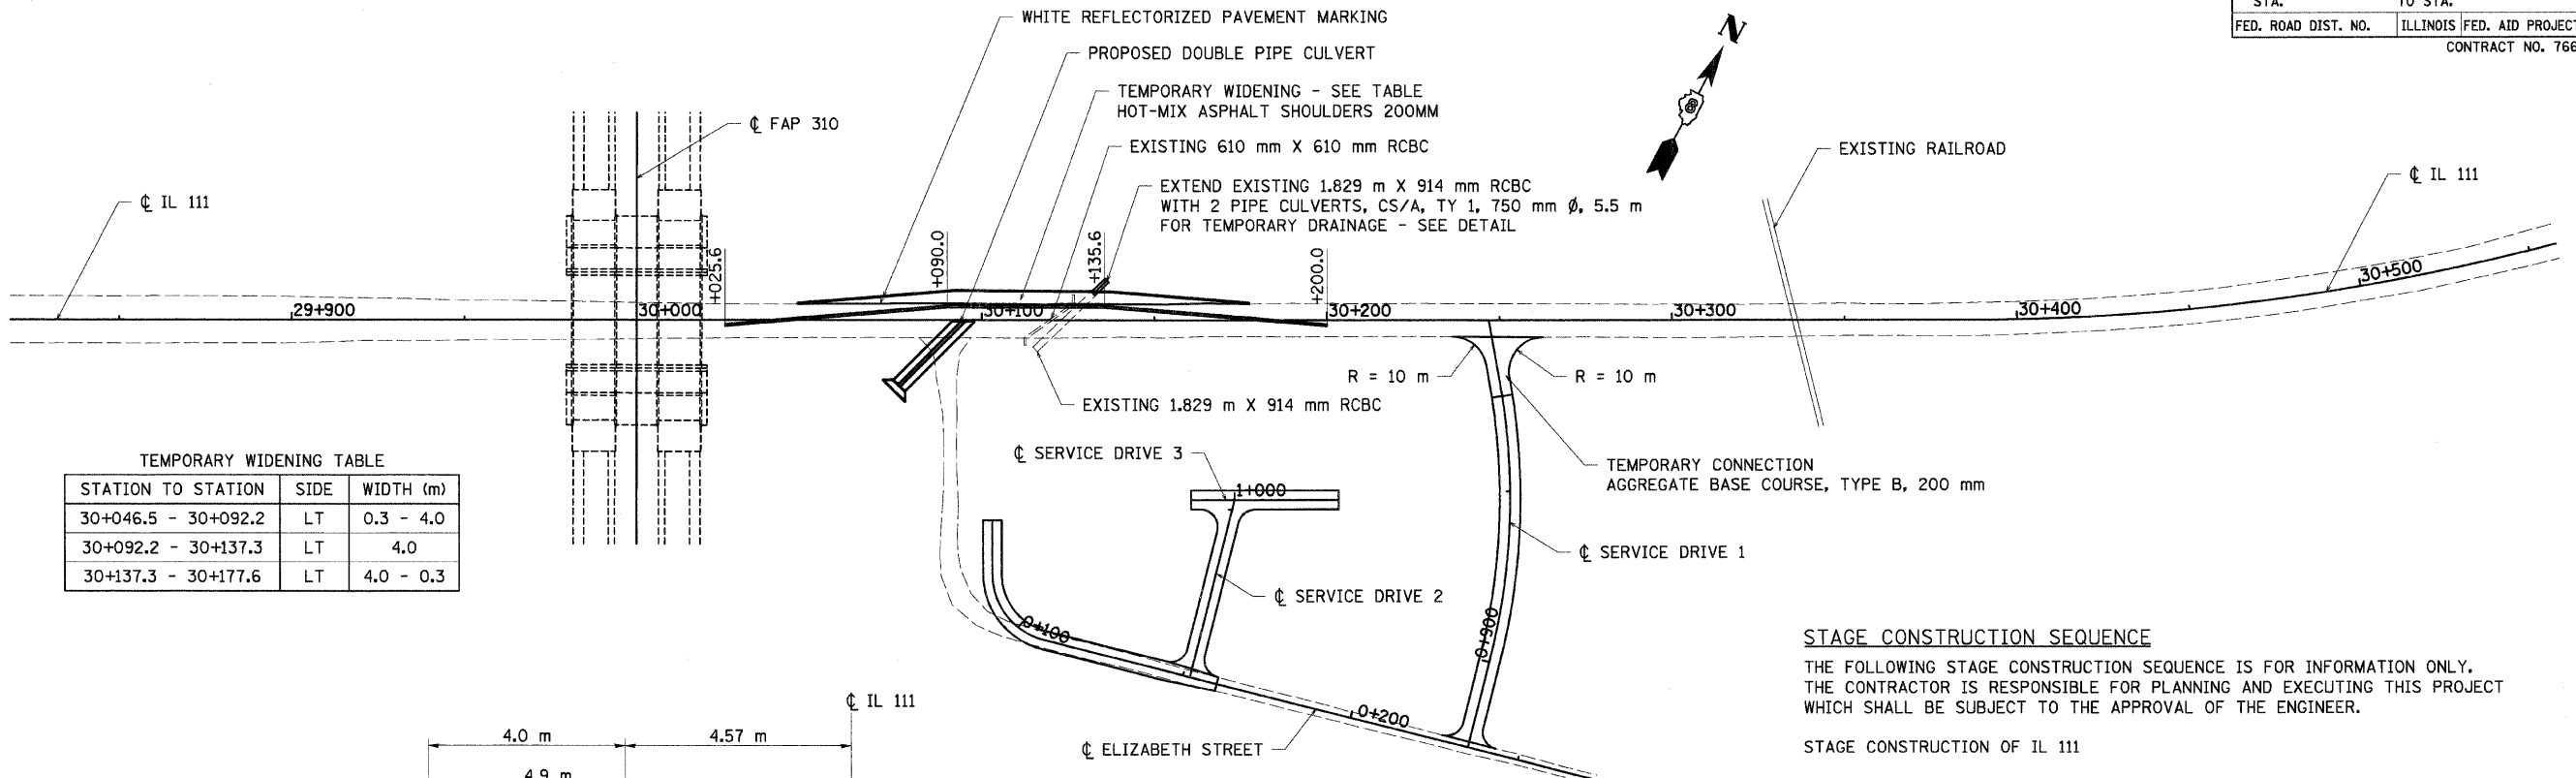 STA. TO STA.
FED. ROAD DIST. NO. ILLINOIS FED. AID PROJECT
CONTRACT NO. 766
WHITE REFLECTORIZED PAVEMENT MARKING
PROPOSED DOUBLE PIPE CULVERT
TEMPORARY WIDENING - SEE TABLE
HOT-MIX ASPHALT SHOULDERS 200MM
EXISTING 610 mm X 610 mm RCBC
EXTEND EXISTING 1.829 m X 914 mm RCBC
WITH 2 PIPE CULVERTS, CS/A, TY 1, 750 mm Ø, 5.5 m
FOR TEMPORARY DRAINAGE - SEE DETAIL
N
℄ FAP 310
EXISTING RAILROAD
℄ IL 111
℄ IL 111
+025.6
+090.0
+135.6
+200.0
29+900
30+000
30+100
30+200
30+300
30+400
30+500
R = 10 m
R = 10 m
EXISTING 1.829 m X 914 mm RCBC
℄ SERVICE DRIVE 3
1+000
TEMPORARY CONNECTION
AGGREGATE BASE COURSE, TYPE B, 200 mm
℄ SERVICE DRIVE 1
℄ SERVICE DRIVE 2
0+100
0+900
0+200
℄ ELIZABETH STREET
TEMPORARY WIDENING TABLE
STATION TO STATION SIDE WIDTH (m)
30+046.5 - 30+092.2 LT 0.3 - 4.0
30+092.2 - 30+137.3 LT 4.0
30+137.3 - 30+177.6 LT 4.0 - 0.3
℄ IL 111
4.0 m 4.57 m
4.9 m
STAGE CONSTRUCTION SEQUENCE
THE FOLLOWING STAGE CONSTRUCTION SEQUENCE IS FOR INFORMATION ONLY.
THE CONTRACTOR IS RESPONSIBLE FOR PLANNING AND EXECUTING THIS PROJECT
WHICH SHALL BE SUBJECT TO THE APPROVAL OF THE ENGINEER.
STAGE CONSTRUCTION OF IL 111